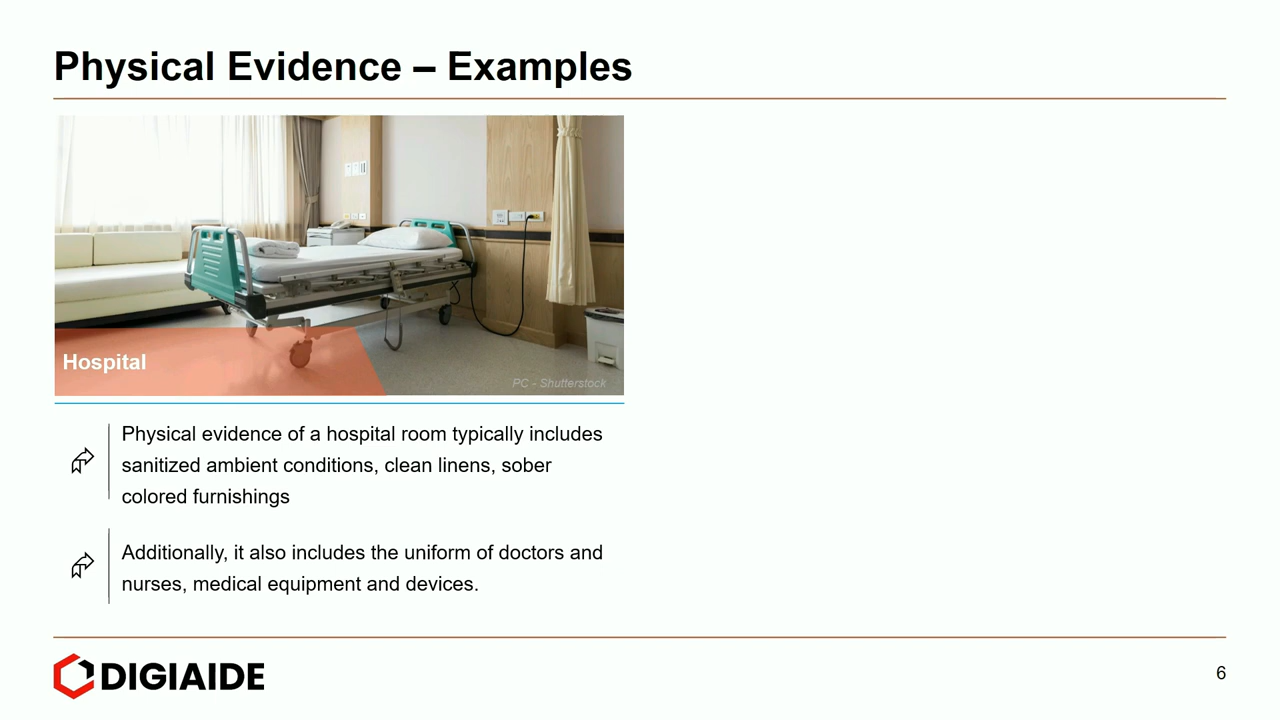 Physical Evidence – Examples
Hospital
PC - Shutterstock
Physical evidence of a hospital room typically includes
sanitized ambient conditions, clean linens, sober
colored furnishings
Additionally, it also includes the uniform of doctors and
nurses, medical equipment and devices.
DIGIAIDE
6